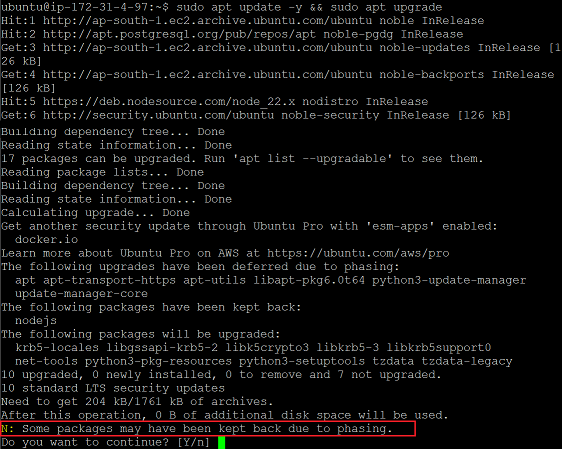 ubuntu@ip-172-31-4-97:~$ sudo apt update -y && sudo apt upgrade
Hit:1 http://ap-south-1.ec2.archive.ubuntu.com/ubuntu noble InRelease
Hit:2 http://apt.postgresql.org/pub/repos/apt noble-pgdg InRelease
Get:3 http://ap-south-1.ec2.archive.ubuntu.com/ubuntu noble-updates InRelease [1
26 kB]
Get:4 http://ap-south-1.ec2.archive.ubuntu.com/ubuntu noble-backports InRelease
[126 kB]
Hit:5 https://deb.nodesource.com/node_22.x nodistro InRelease
Get:6 http://security.ubuntu.com/ubuntu noble-security InRelease [126 kB]
Building dependency tree... Done
Reading state information... Done
17 packages can be upgraded. Run 'apt list --upgradable' to see them.
Reading package lists... Done
Building dependency tree... Done
Reading state information... Done
Calculating upgrade... Done
Get another security update through Ubuntu Pro with 'esm-apps' enabled:
  docker.io
Learn more about Ubuntu Pro on AWS at https://ubuntu.com/aws/pro
The following upgrades have been deferred due to phasing:
  apt apt-transport-https apt-utils libapt-pkg6.0t64 python3-update-manager
  update-manager-core
The following packages have been kept back:
  nodejs
The following packages will be upgraded:
  krb5-locales libgssapi-krb5-2 libk5crypto3 libkrb5-3 libkrb5support0
  net-tools python3-pkg-resources python3-setuptools tzdata tzdata-legacy
10 upgraded, 0 newly installed, 0 to remove and 7 not upgraded.
10 standard LTS security updates
Need to get 204 kB/1761 kB of archives.
After this operation, 0 B of additional disk space will be used.
N: Some packages may have been kept back due to phasing.
Do you want to continue? [Y/n]